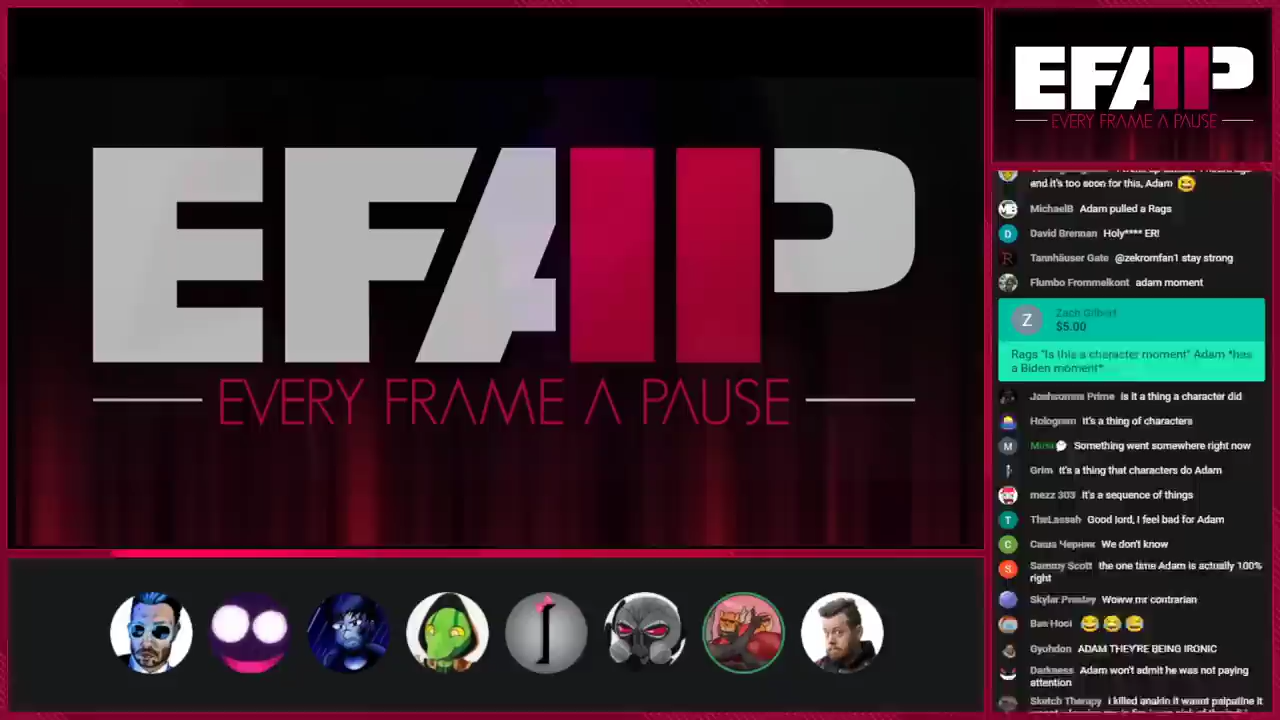 EFAP
EVERY FRAME A PAUSE
EFAP
EVERY FRAME A PAUSE
and it's too soon for this, Adam
MichaelB Adam pulled a Rags
David Brennan Holy**** ER!
Tannhäuser Gate @zekromfan1 stay strong
Flumbo Frommelkont adam moment
Zach Gilbert
$5.00
Rags "Is this a character moment" Adam *has
a Biden moment*
Prime is it a thing a character did
Hologram It's a thing of characters
Something went somewhere right now
Grim It's a thing that characters do Adam
mezz 303 It's a sequence of things
TheLasseh Good lord, I feel bad for Adam
Саша Черняк We don't know
Sammy Scott the one time Adam is actually 100%
right
Skylar Presley Woww mr contrarian
Ban Hoci
Gyohdon ADAM THEY'RE BEING IRONIC
Darkness Adam won't admit he was not paying
attention
Sketch Therapy i killed anakin it wasnt palpatine it